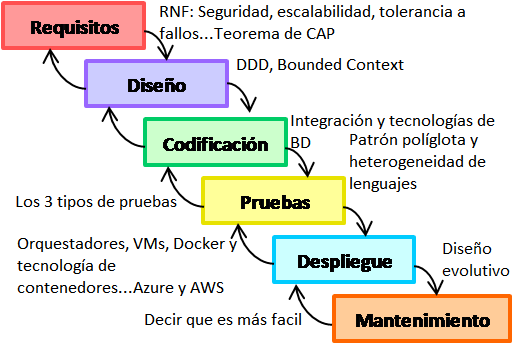 Requisitos
RNF: Seguridad, escalabilidad, tolerancia a
fallos...Teorema de CAP
Diseño
DDD, Bounded Context
Codificación
Integración y tecnologías de
BD
Patrón políglota y
heterogeneidad de
lenguajes
Los 3 tipos de pruebas
Pruebas
Orquestadores, VMs, Docker y
tecnología de
contenedores...Azure y AWS
Despliegue
Diseño
evolutivo
Decir que es más facil
Mantenimiento